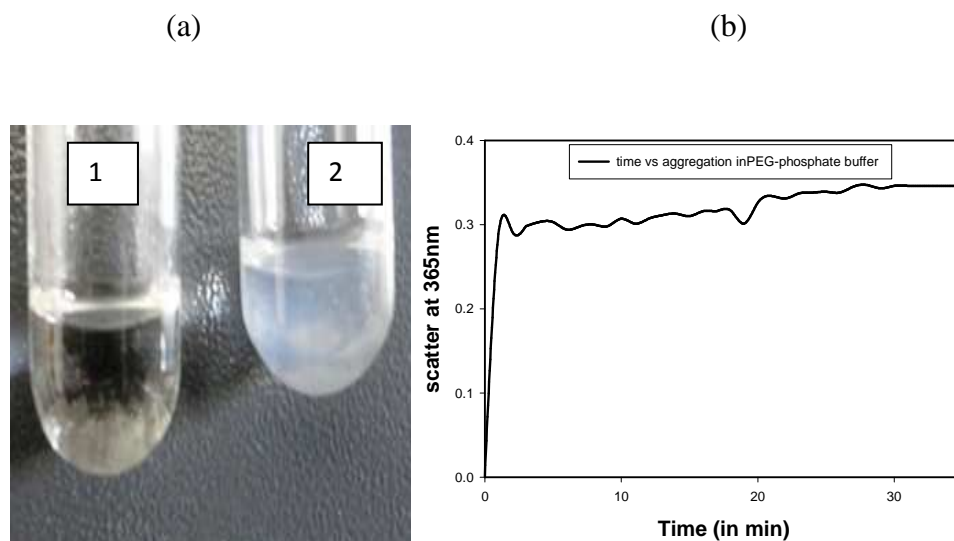 (a)
(b)
1
2
0.4
time vs aggregation inPEG-phosphate buffer
0.3
0.2
0.1
0.0
scatter at 365nm
0
10
20
30
Time (in min)